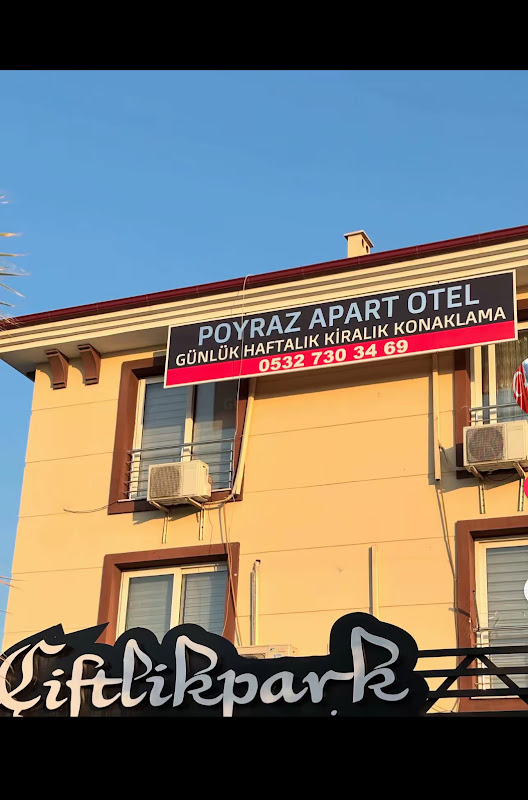 POYRAZ APART OTEL
GÜNLÜK HAFTALIK KİRALIK KONAKLAMA
0532 730 34 69
Çiftlikpark